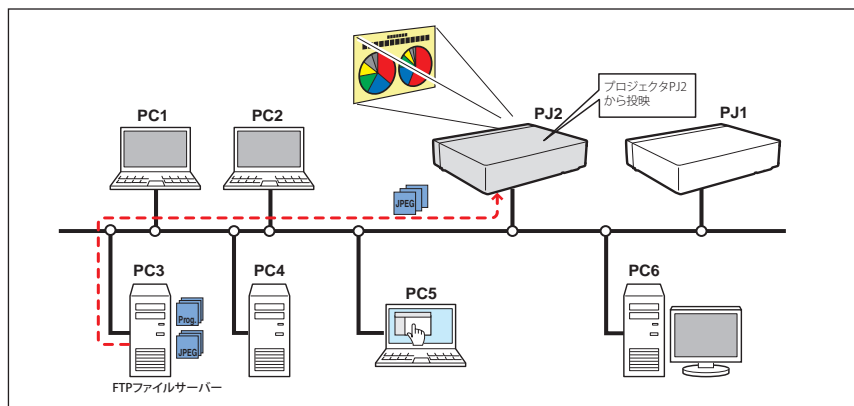 プロジェクタPJ2
から投映
PC1
PC2
PJ2
PJ1
JPEG
PC3
PC4
PC5
PC6
Prog.
JPEG
FTPファイルサーバー